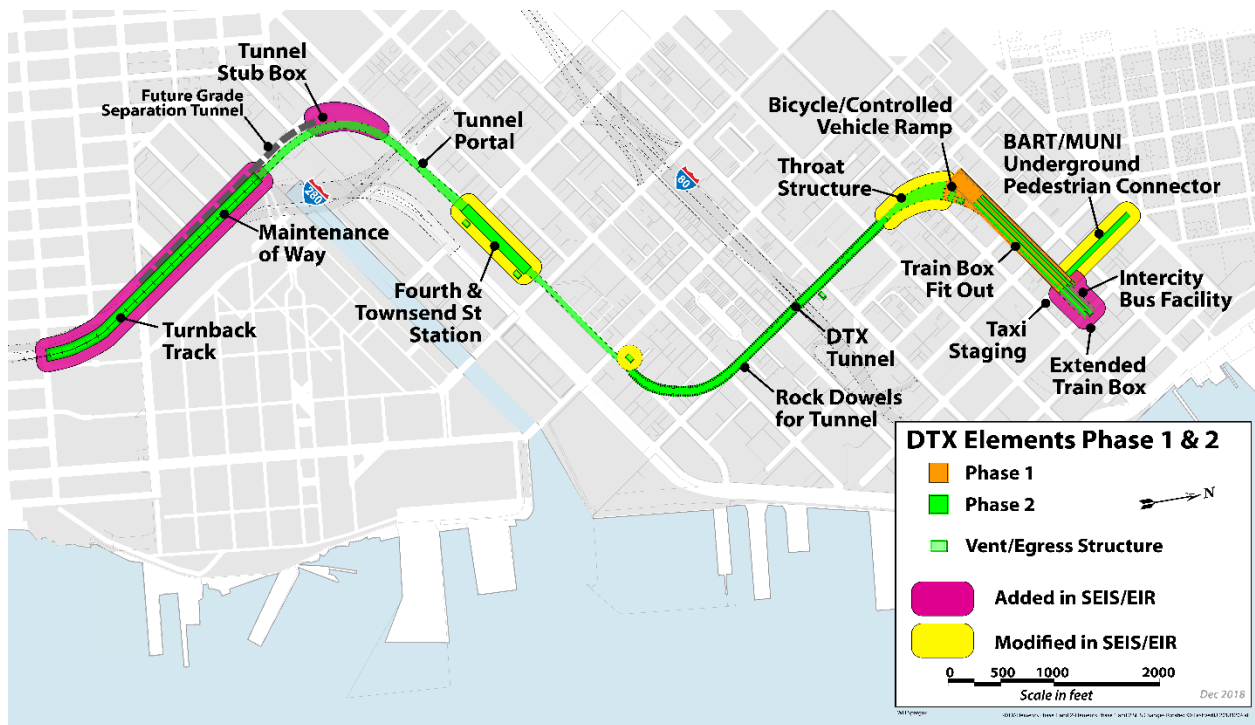 Tunnel
Stub Box
Future Grade
Separation Tunnel
Tunnel
Portal
280
80
Bicycle/Controlled
Vehicle Ramp
Throat
Structure
BART/MUNI
Underground
Pedestrian Connector
Maintenance
of Way
Turnback
Track
Fourth &
Townsend St
Station
Train Box
Fit Out
Intercity
Bus Facility
Taxi
Staging
DTX
Tunnel
Extended
Train Box
Rock Dowels
for Tunnel
DTX Elements Phase 1 & 2
Phase 1
Phase 2
N
Vent/Egress Structure
Added in SEIS/EIR
Modified in SEIS/EIR
0 500 1000 2000
Scale in feet
Dec 2018